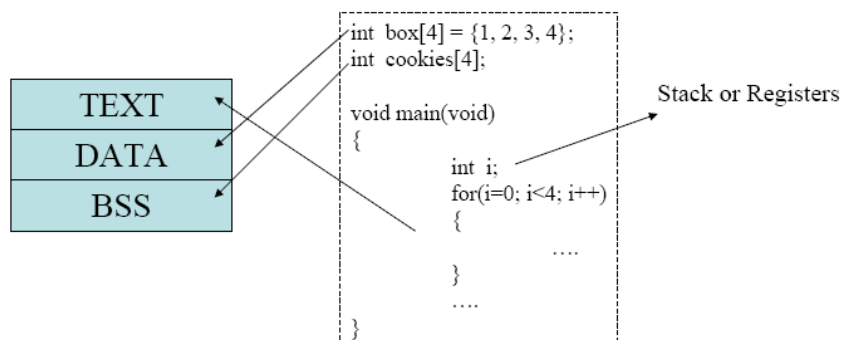 TEXT
DATA
BSS
int box[4] = {1, 2, 3, 4};
int cookies[4];
void main(void)
{
int i;
for(i=0; i<4; i++)
{
....
}
....
}
Stack or Registers